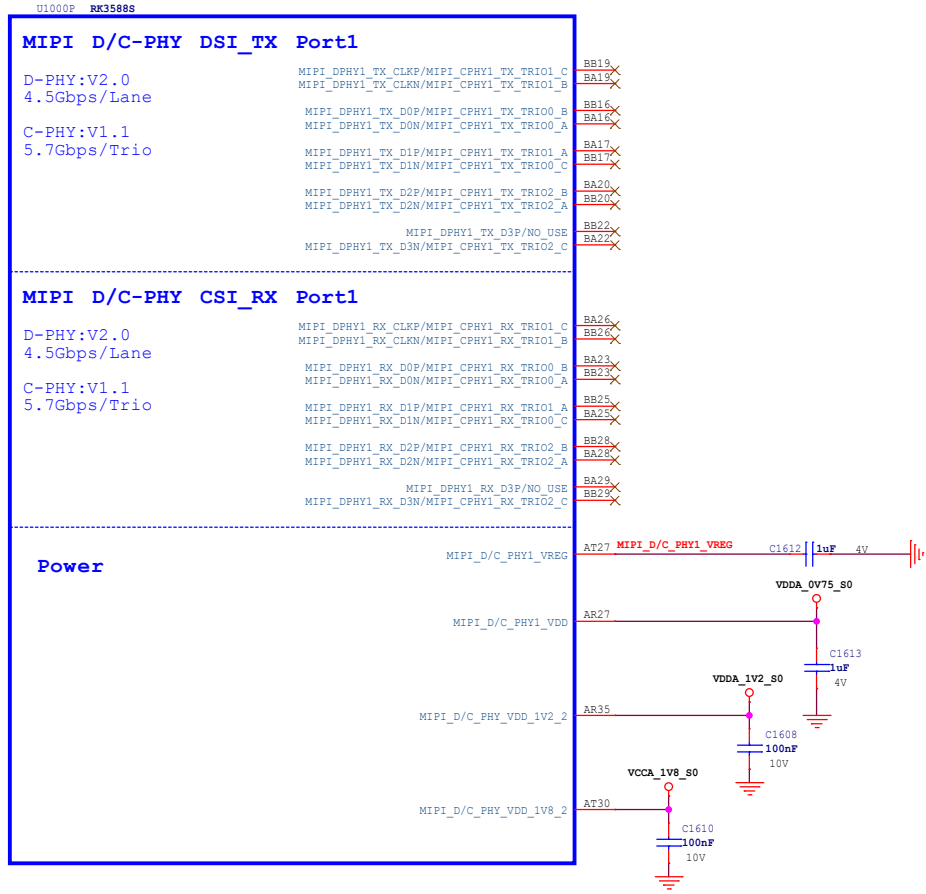 U1000P RK3588S
MIPI D/C-PHY DSI_TX Port1
D-PHY:V2.0
4.5Gbps/Lane
C-PHY:V1.1
5.7Gbps/Trio
MIPI_DPHY1_TX_CLKP/MIPI_CPHY1_TX_TRIO1_C BB19
MIPI_DPHY1_TX_CLKN/MIPI_CPHY1_TX_TRIO1_B BA19
MIPI_DPHY1_TX_D0P/MIPI_CPHY1_TX_TRIO0_B BB16
MIPI_DPHY1_TX_D0N/MIPI_CPHY1_TX_TRIO0_A BA16
MIPI_DPHY1_TX_D1P/MIPI_CPHY1_TX_TRIO1_A BA17
MIPI_DPHY1_TX_D1N/MIPI_CPHY1_TX_TRIO0_C BB17
MIPI_DPHY1_TX_D2P/MIPI_CPHY1_TX_TRIO2_B BA20
MIPI_DPHY1_TX_D2N/MIPI_CPHY1_TX_TRIO2_A BB20
MIPI_DPHY1_TX_D3P/NO_USE BB22
MIPI_DPHY1_TX_D3N/MIPI_CPHY1_TX_TRIO2_C BA22
MIPI D/C-PHY CSI_RX Port1
D-PHY:V2.0
4.5Gbps/Lane
C-PHY:V1.1
5.7Gbps/Trio
MIPI_DPHY1_RX_CLKP/MIPI_CPHY1_RX_TRIO1_C BA26
MIPI_DPHY1_RX_CLKN/MIPI_CPHY1_RX_TRIO1_B BB26
MIPI_DPHY1_RX_D0P/MIPI_CPHY1_RX_TRIO0_B BA23
MIPI_DPHY1_RX_D0N/MIPI_CPHY1_RX_TRIO0_A BB23
MIPI_DPHY1_RX_D1P/MIPI_CPHY1_RX_TRIO1_A BB25
MIPI_DPHY1_RX_D1N/MIPI_CPHY1_RX_TRIO0_C BA25
MIPI_DPHY1_RX_D2P/MIPI_CPHY1_RX_TRIO2_B BB28
MIPI_DPHY1_RX_D2N/MIPI_CPHY1_RX_TRIO2_A BA28
MIPI_DPHY1_RX_D3P/NO_USE BA29
MIPI_DPHY1_RX_D3N/MIPI_CPHY1_RX_TRIO2_C BB29
Power
MIPI_D/C_PHY1_VREG AT27 MIPI_D/C_PHY1_VREG C1612 1uF 4V
VDDA_0V75_S0
MIPI_D/C_PHY1_VDD AR27
C1613
1uF
4V
VDDA_1V2_S0
MIPI_D/C_PHY_VDD_1V2_2 AR35
C1608
100nF
10V
VCCA_1V8_S0
MIPI_D/C_PHY_VDD_1V8_2 AT30
C1610
100nF
10V